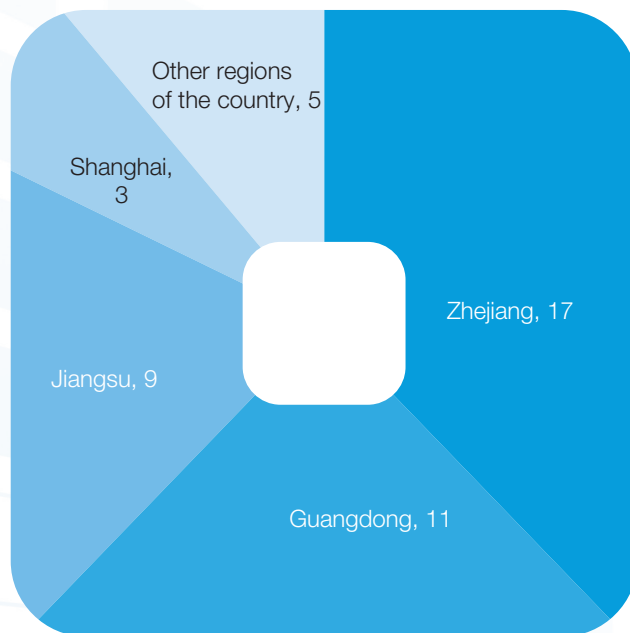 Other regions
of the country, 5
Shanghai,
3
Zhejiang, 17
Jiangsu, 9
Guangdong, 11